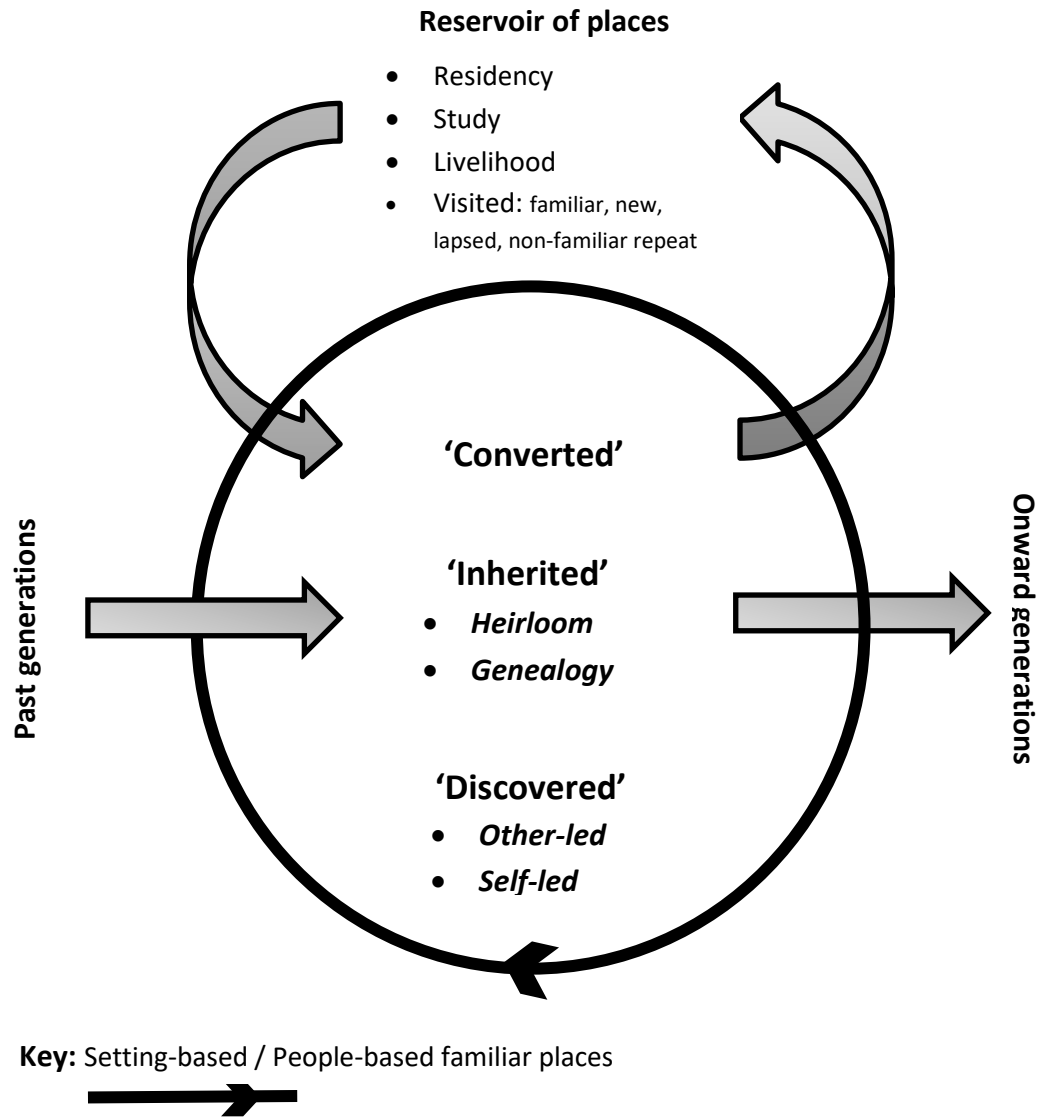 Reservoir of places
• Residency
• Study
• Livelihood
• Visited: familiar, new,
lapsed, non-familiar repeat
‘Converted’
Past generations
‘Inherited’
• Heirloom
• Genealogy
Onward generations
‘Discovered’
• Other-led
• Self-led
Key: Setting-based / People-based familiar places